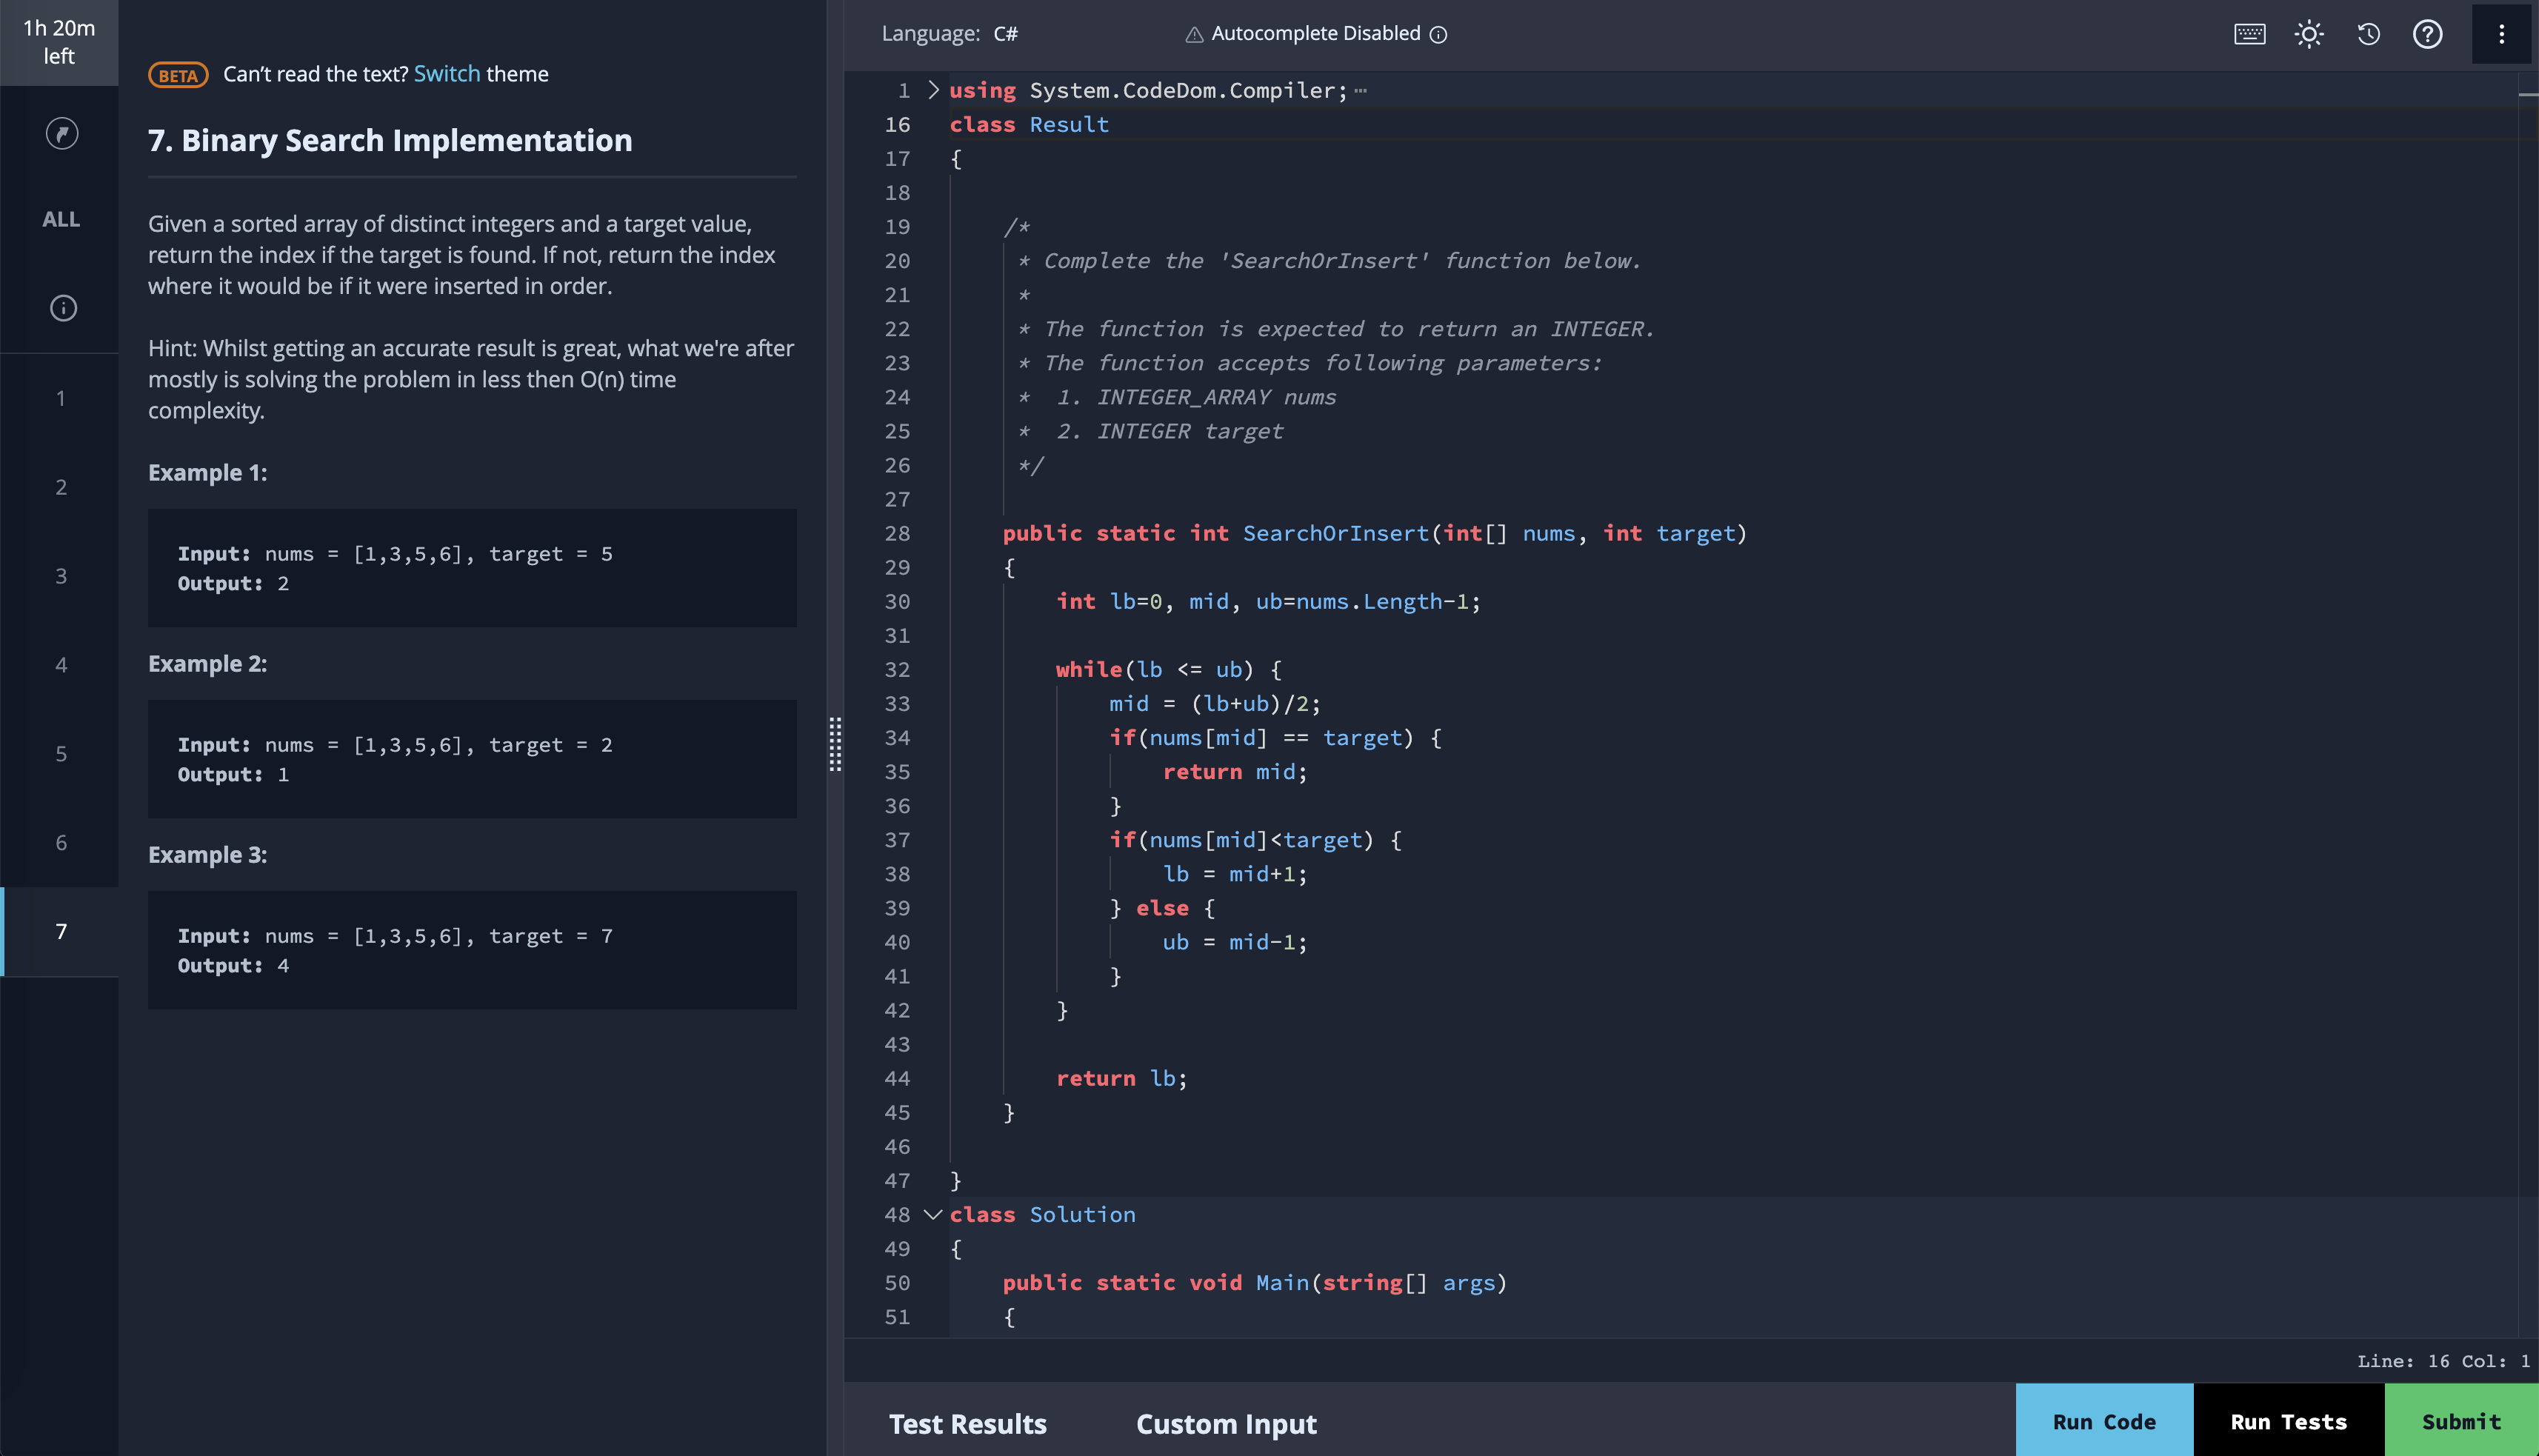 1h 20m
left
ALL
1
2
3
4
5
6
7
BETA Can't read the text? Switch theme
7. Binary Search Implementation
Given a sorted array of distinct integers and a target value,
return the index if the target is found. If not, return the index
where it would be if it were inserted in order.
Hint: Whilst getting an accurate result is great, what we're after
mostly is solving the problem in less then O(n) time
complexity.
Example 1:
Input: nums = [1,3,5,6], target = 5
Output: 2
Example 2:
Input: nums = [1,3,5,6], target = 2
Output: 1
Example 3:
Input: nums = [1,3,5,6], target = 7
Output: 4
Language: C# Autocomplete Disabled
1 using System.CodeDom.Compiler;
16 class Result
17 {
18
19 /*
20 * Complete the 'SearchOrInsert' function below.
21 *
22 * The function is expected to return an INTEGER.
23 * The function accepts following parameters:
24 * 1. INTEGER_ARRAY nums
25 * 2. INTEGER target
26 */
27
28 public static int SearchOrInsert(int[] nums, int target)
29 {
30 int lb=0, mid, ub=nums.Length-1;
31
32 while(lb <= ub) {
33 mid = (lb+ub)/2;
34 if(nums[mid] == target) {
35 return mid;
36 }
37 if(nums[mid]<target) {
38 lb = mid+1;
39 } else {
40 ub = mid-1;
41 }
42 }
43
44 return lb;
45 }
46
47 }
48 class Solution
49 {
50 public static void Main(string[] args)
51 {
Line: 16 Col: 1
Test Results Custom Input Run Code Run Tests Submit